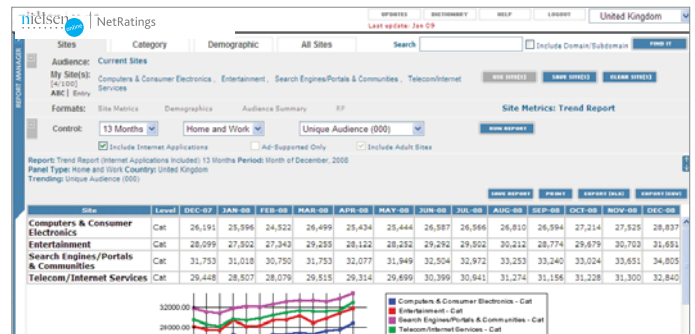 nielsen
online
NetRatings
UPDATES DICTIONARY HELP LOGOUT United Kingdom
Last update: Jan 09
Sites Category Demographic All Sites Search Include Domain/Subdomain FIND IT
REPORT MANAGER
Audience: Current Sites
My Site(s): Computers & Consumer Electronics , Entertainment , Search Engines/Portals & Communities , Telecom/Internet Services
[4/100]
ABC | Entry
USE SITE(S) SAVE SITE(S) CLEAR SITE(S)
Formats: Site Metrics Demographics Audience Summary RF Site Metrics: Trend Report
Control: 13 Months Home and Work Unique Audience (000) RUN REPORT
Include Internet Applications Ad-Supported Only Include Adult Sites
Report: Trend Report (Internet Applications Included) 13 Months Period: Month of December, 2008
Panel Type: Home and Work Country: United Kingdom
Trending: Unique Audience (000)
SAVE REPORT PRINT EXPORT (XLS) EXPORT (CSV)
Site Level DEC-07 JAN-08 FEB-08 MAR-08 APR-08 MAY-08 JUN-08 JUL-08 AUG-08 SEP-08 OCT-08 NOV-08 DEC-08
Computers & Consumer Electronics Cat 26,191 25,596 24,522 26,499 25,434 25,444 26,587 26,566 26,810 26,594 27,214 27,525 28,837
Entertainment Cat 28,099 27,502 27,343 29,255 28,122 28,252 29,292 29,502 30,212 28,774 29,679 30,703 31,651
Search Engines/Portals & Communities Cat 31,753 31,018 30,750 31,753 32,077 31,949 32,504 32,972 33,253 33,240 33,024 33,651 34,805
Telecom/Internet Services Cat 29,448 28,507 28,079 29,515 29,314 29,699 30,399 30,941 31,274 31,156 31,228 31,300 32,840
32000.00
28000.00
Computers & Consumer Electronics - Cat
Entertainment - Cat
Search Engines/Portals & Communities - Cat
Telecom/Internet Services - Cat